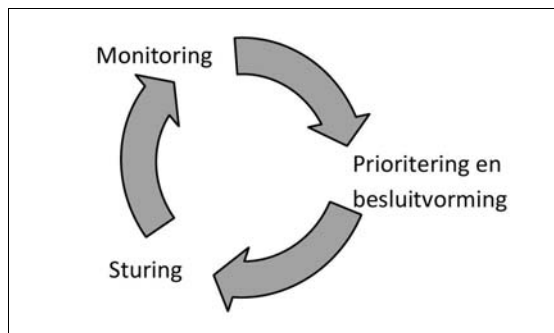 Monitoring
Prioritering en
besluitvorming
Sturing